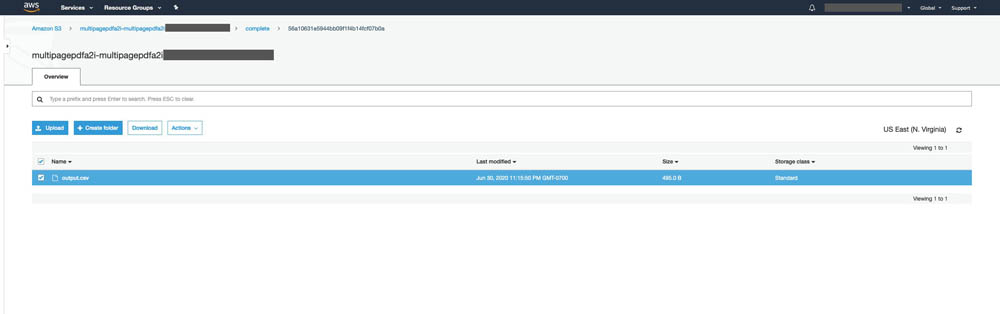 aws Services Resource Groups Global Support
Amazon S3 multipagepdfa2i-multipagepdfa2i complete
multipagepdfa2i-multipagepdfa2i
Overview
Type a prefix and press Enter to search. Press ESC to clear.
Upload Create folder Download Actions US East (N. Virginia)
Viewing 1 to 1
Name Last modified Size Storage class
output.csv Jun 30, 2020 11:15:50 PM GMT-0700 495.0 B Standard
Viewing 1 to 1